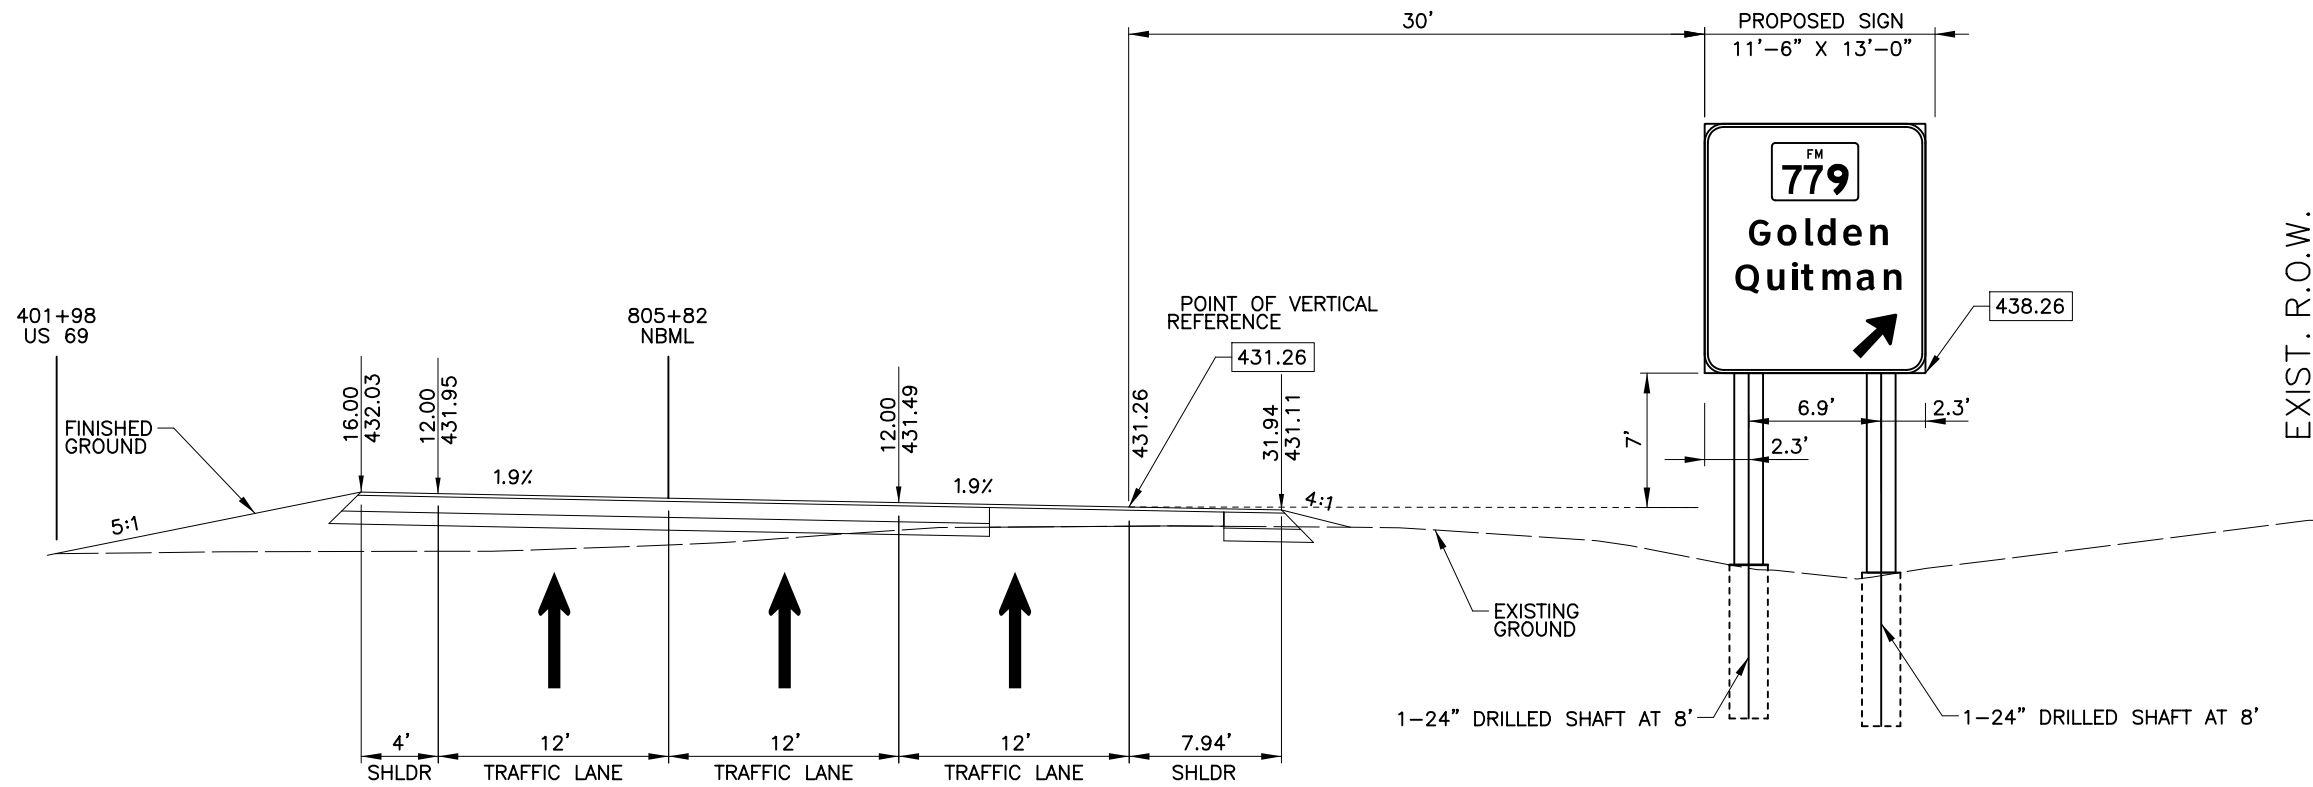 30'
PROPOSED SIGN
11'-6" X 13'-0"
FM
779
Golden
Quitman
EXIST. R.O.W.
438.26
POINT OF VERTICAL
REFERENCE
431.26
401+98
US 69
805+82
NBML
FINISHED
GROUND
16.00
432.03
12.00
431.95
12.00
431.49
431.26
31.94
431.11
6.9'
2.3'
2.3'
7'
1.9%
1.9%
4:1
5:1
EXISTING
GROUND
1-24" DRILLED SHAFT AT 8'
1-24" DRILLED SHAFT AT 8'
4'
12'
12'
12'
7.94'
SHLDR
TRAFFIC LANE
TRAFFIC LANE
TRAFFIC LANE
SHLDR